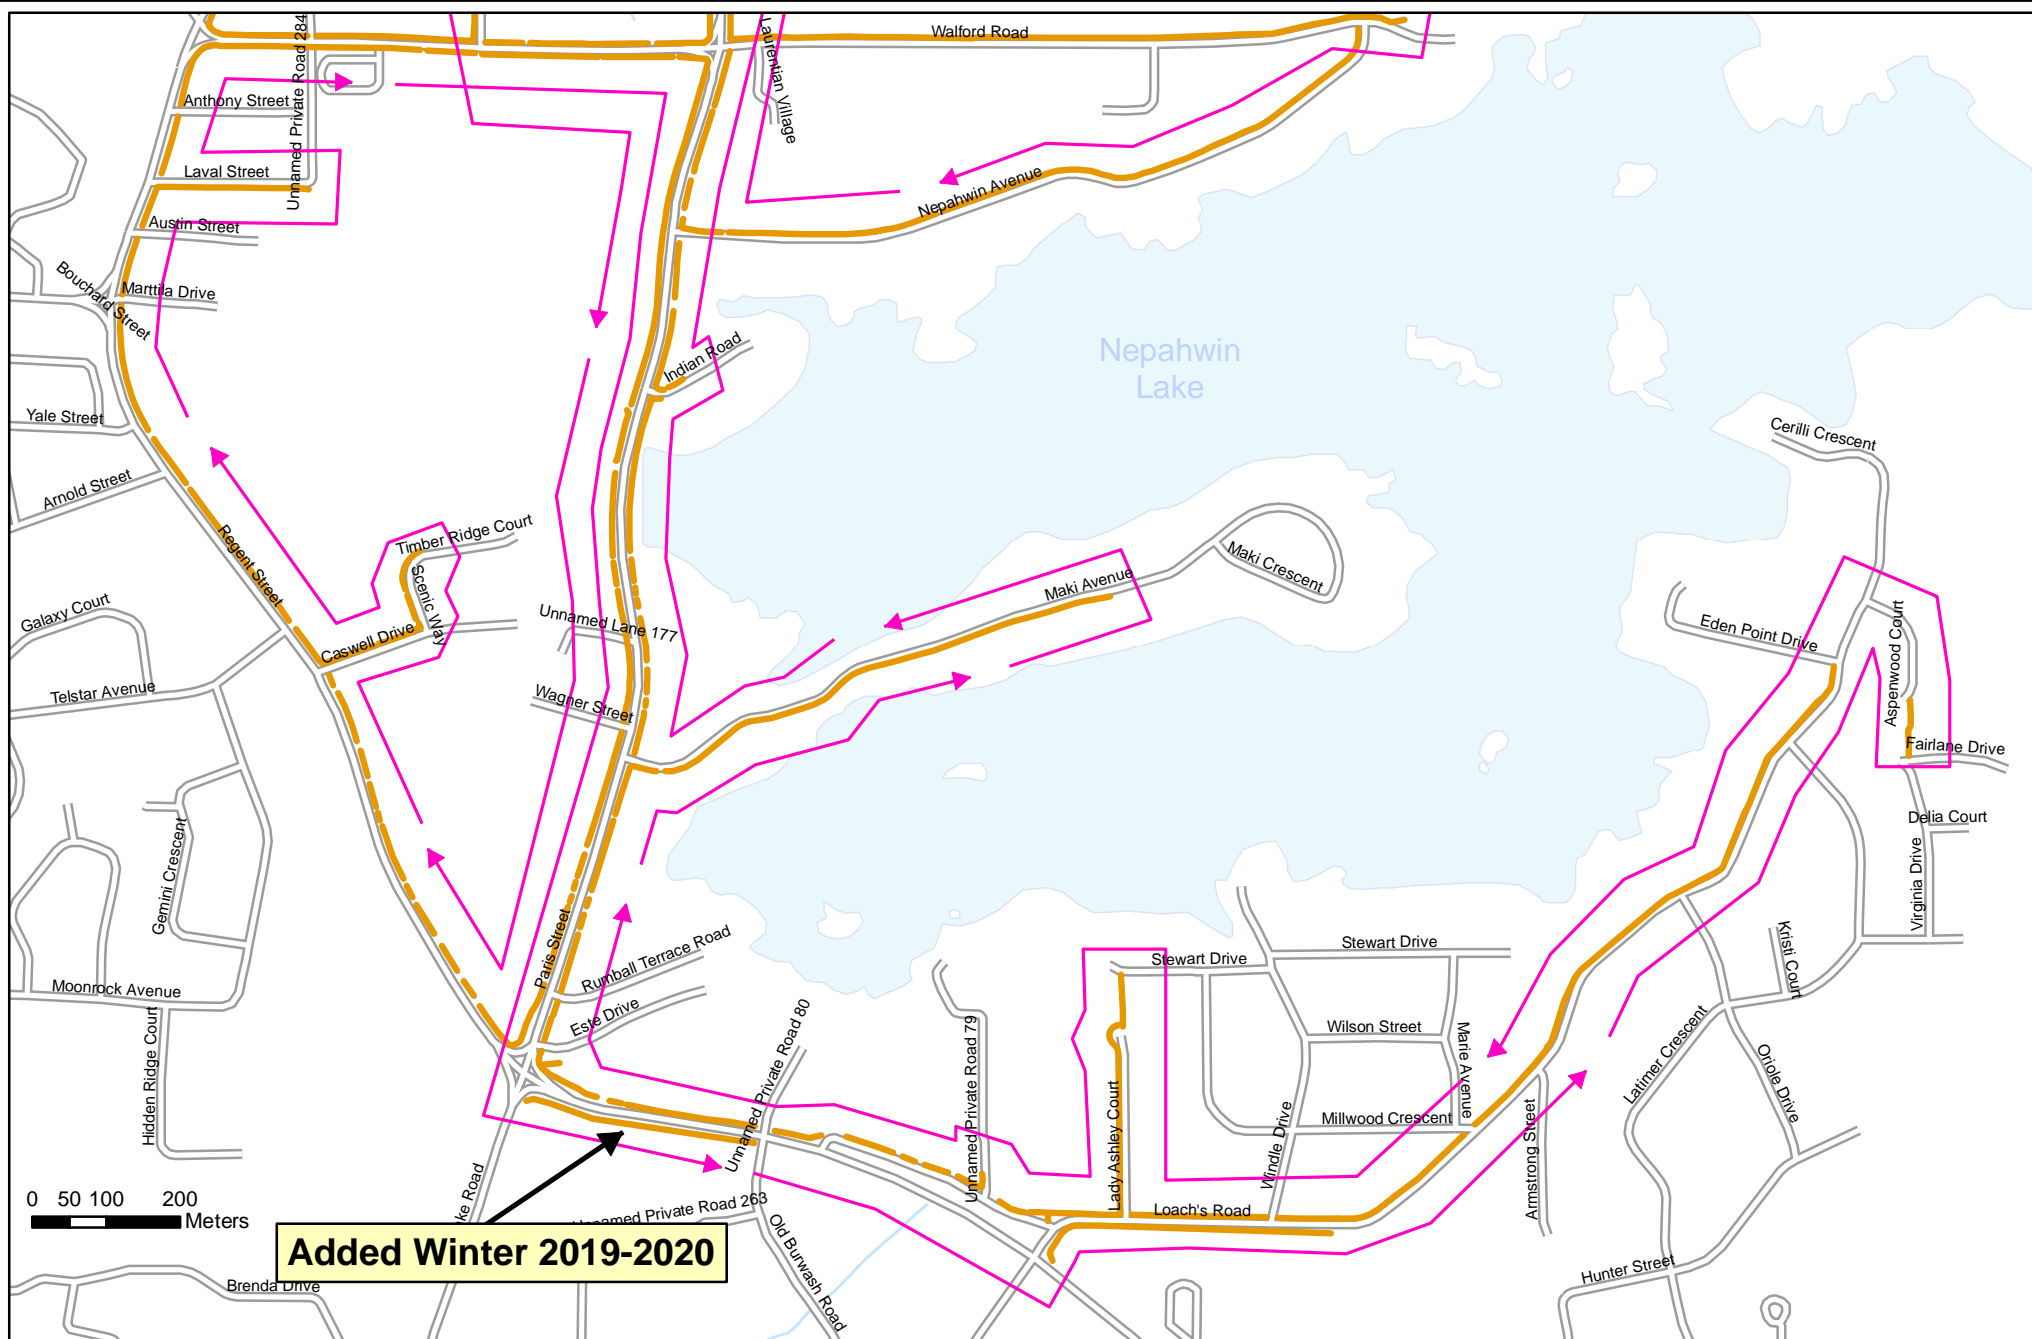 Walford Road
Unnamed Private Road 284
Laurentian Village
Anthony Street
Laval Street
Nepahwin Avenue
Austin Street
Bouchard Street
Marttila Drive
Indian Road
Nepahwin
Lake
Yale Street
Cerilli Crescent
Arnold Street
Regent Street
Timber Ridge Court
Scenic Way
Maki Crescent
Maki Avenue
Galaxy Court
Caswell Drive
Unnamed Lane 177
Eden Point Drive
Aspenwood Court
Telstar Avenue
Wagner Street
Fairlane Drive
Delia Court
Gemini Crescent
Virginia Drive
Paris Street
Rumball Terrace Road
Stewart Drive
Stewart Drive
Kristi Court
Moonrock Avenue
Este Drive
Unnamed Private Road 80
Unnamed Private Road 79
Wilson Street
Marie Avenue
Latimer Crescent
Oriole Drive
Hidden Ridge Court
Lady Ashley Court
Windle Drive
Millwood Crescent
Armstrong Street
0 50 100 200
Meters
ke Road
Unnamed Private Road 263
Loach's Road
Old Burwash Road
Added Winter 2019-2020
Brenda Drive
Hunter Street